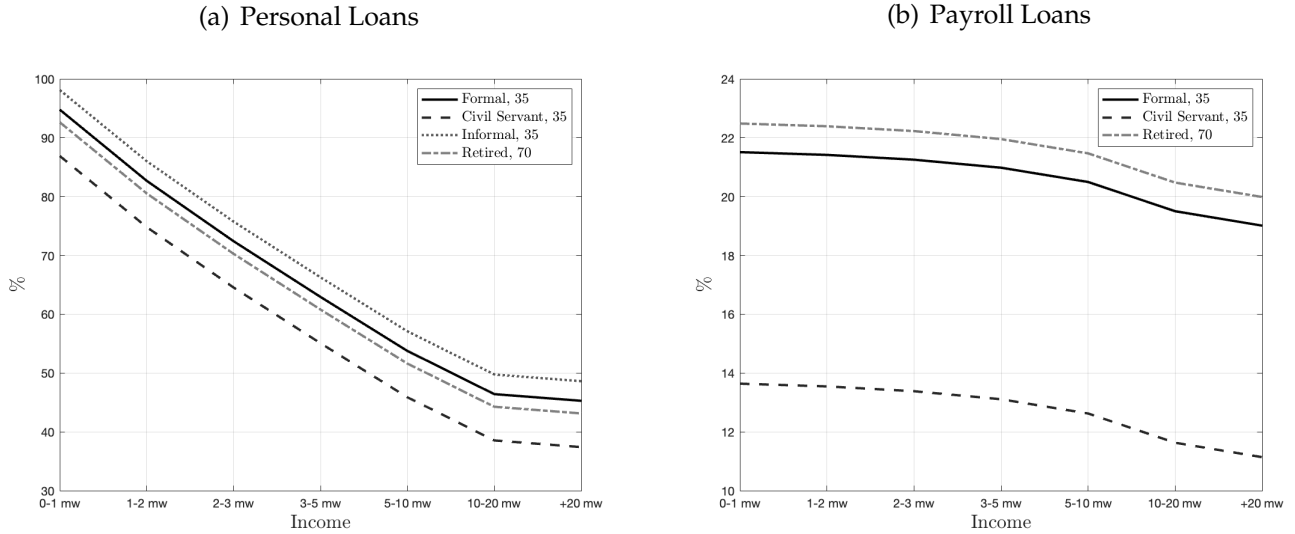 (a) Personal Loans
100
90
80
70
60
50
40
30
%
0-1 mw 1-2 mw 2-3 mw 3-5 mw 5-10 mw 10-20 mw +20 mw
Income
Formal, 35
Civil Servant, 35
Informal, 35
Retired, 70
(b) Payroll Loans
24
22
20
18
16
14
12
10
%
0-1 mw 1-2 mw 2-3 mw 3-5 mw 5-10 mw 10-20 mw +20 mw
Income
Formal, 35
Civil Servant, 35
Retired, 70